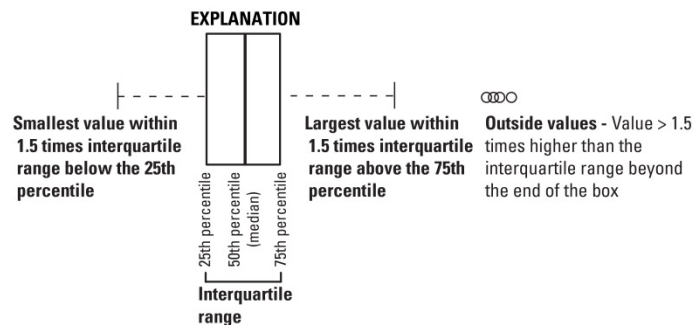 EXPLANATION
Smallest value within
1.5 times interquartile
range below the 25th
percentile
Largest value within
1.5 times interquartile
range above the 75th
percentile
Outside values - Value > 1.5
times higher than the
interquartile range beyond
the end of the box
25th percentile
50th percentile
(median)
75th percentile
Interquartile
range